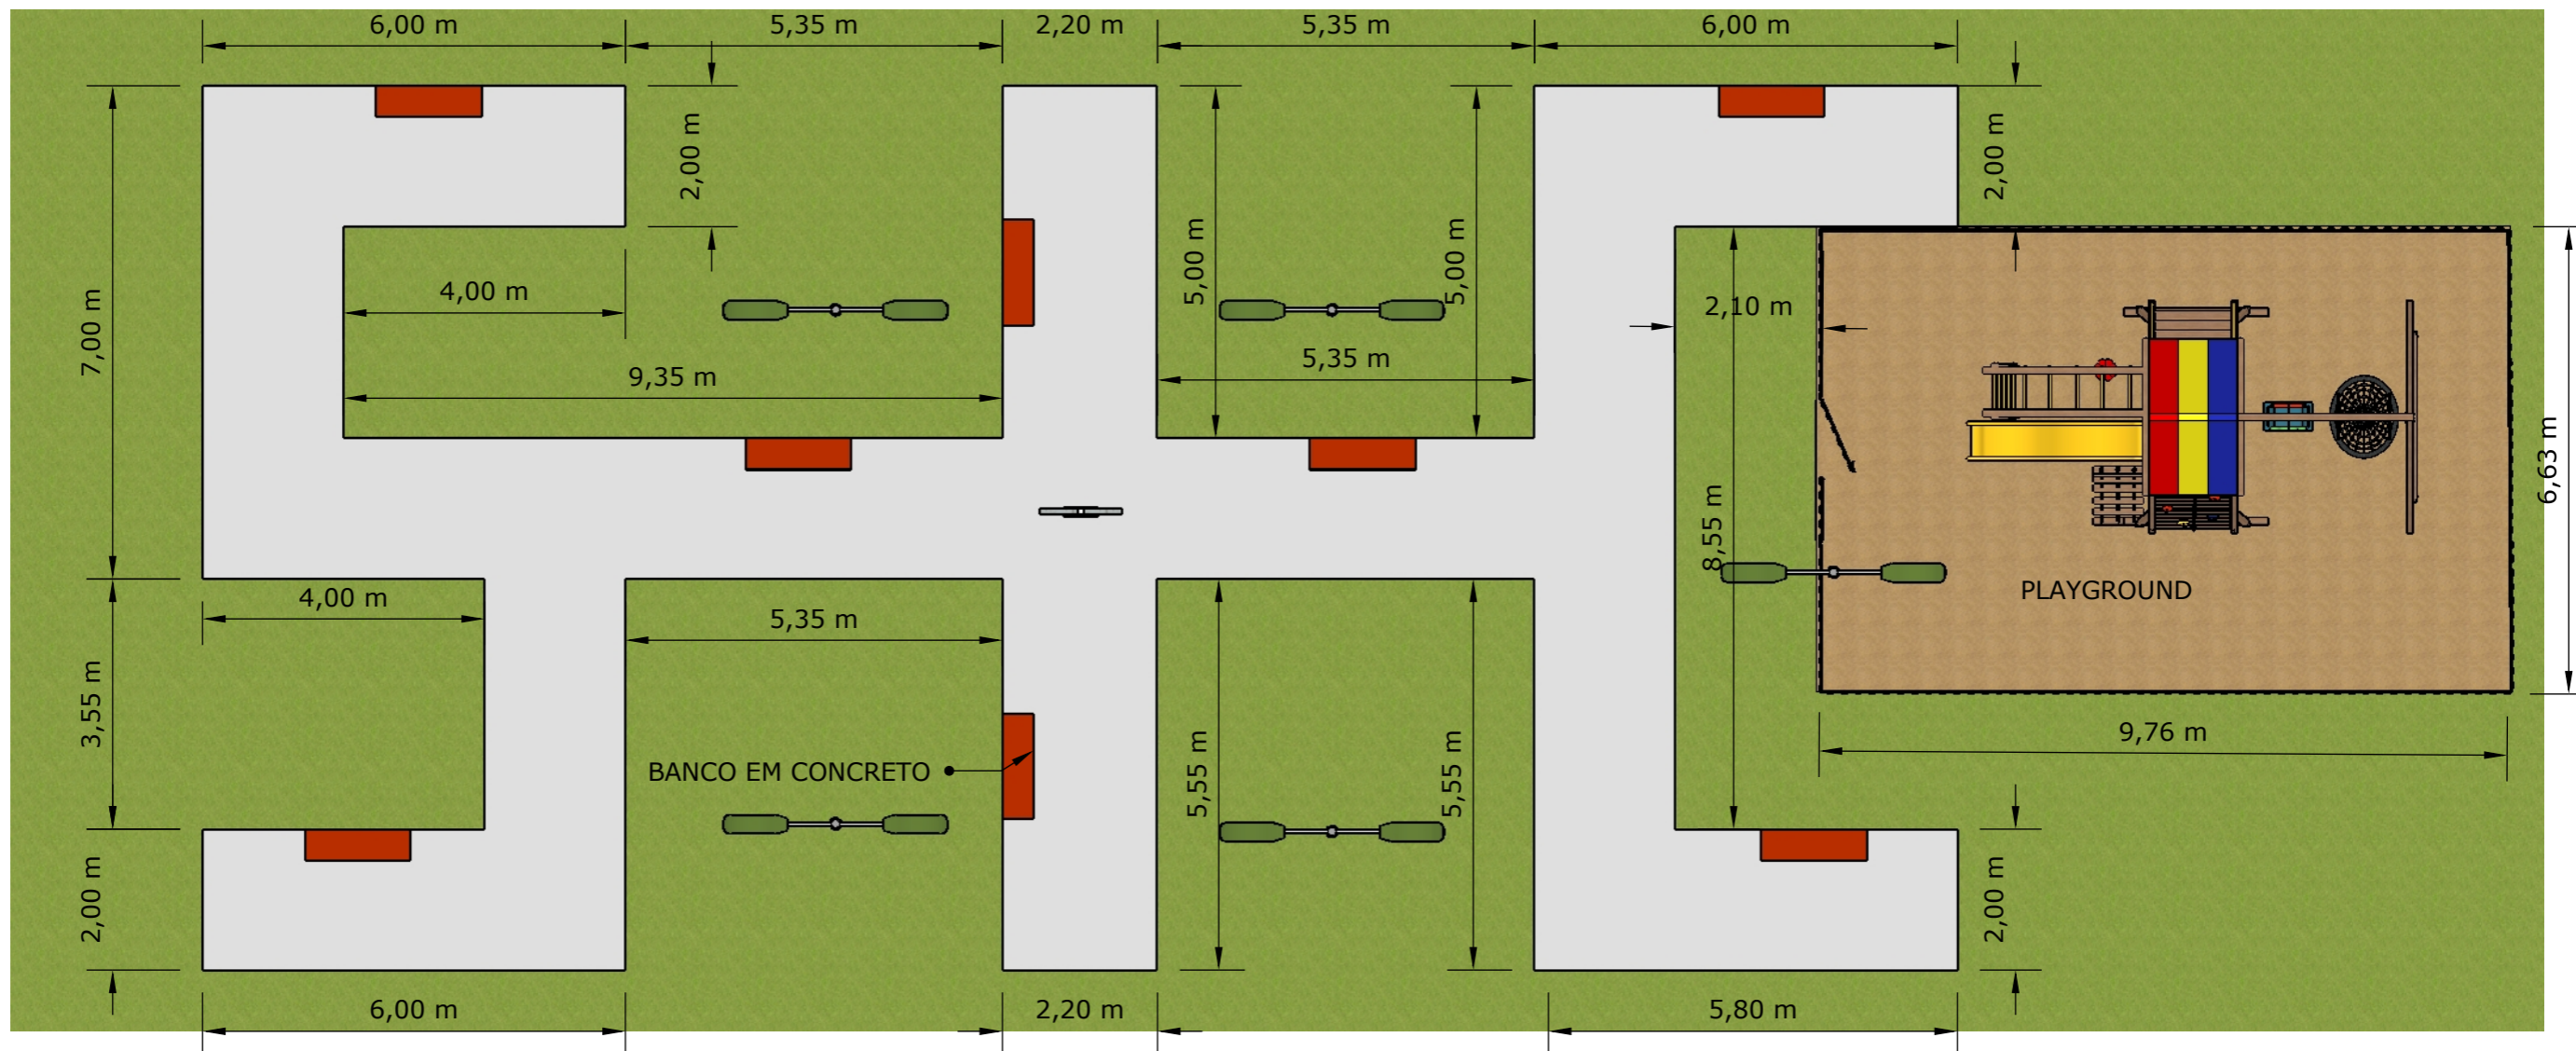 6,00 m
5,35 m
2,20 m
5,35 m
6,00 m
2,00 m
2,00 m
7,00 m
4,00 m
5,00 m
5,00 m
2,10 m
9,35 m
5,35 m
6,63 m
8,55 m
4,00 m
5,35 m
PLAYGROUND
3,55 m
9,76 m
BANCO EM CONCRETO
5,55 m
5,55 m
2,00 m
2,00 m
6,00 m
2,20 m
5,80 m